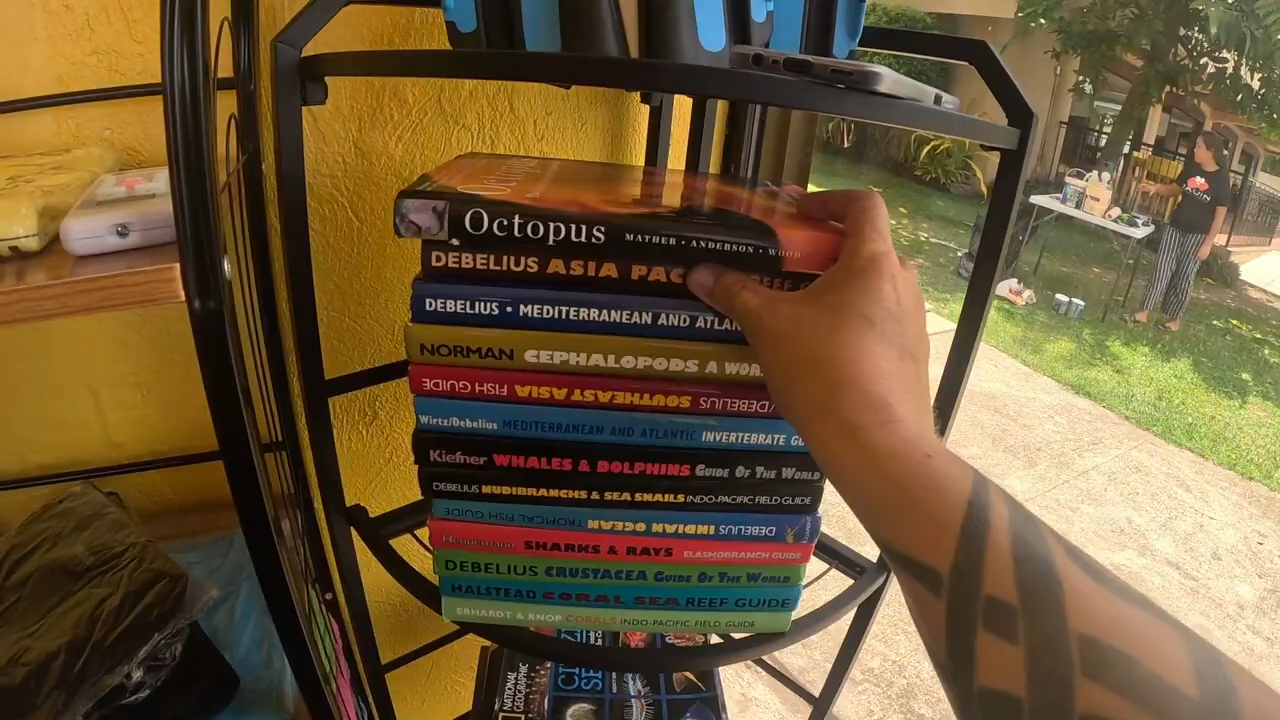 Octopus
Octopus MATHER • ANDERSON • WOOD
DEBELIUS ASIA PAC REEF G
DEBELIUS • MEDITERRANEAN AND ATLAN
NORMAN CEPHALOPODS A WOR
/DEBELIUS SOUTHEAST ASIA FISH GUIDE
Wirtz/Debelius MEDITERRANEAN AND ATLANTIC INVERTEBRATE GU
Kiefner WHALES & DOLPHINS GUIDE OF THE WORLD
DEBELIUS NUDIBRANCHS & SEA SNAILS INDO-PACIFIC FIELD GUIDE
DEBELIUS INDIAN OCEAN TROPICAL FISH GUIDE
Hennemann SHARKS & RAYS ELASMOBRANCH GUIDE
DEBELIUS CRUSTACEA GUIDE OF THE WORLD
HALSTEAD CORAL SEA REEF GUIDE
ERHARDT & KNOP CORALS INDO-PACIFIC FIELD GUIDE
NATIONAL GEOGRAPHIC